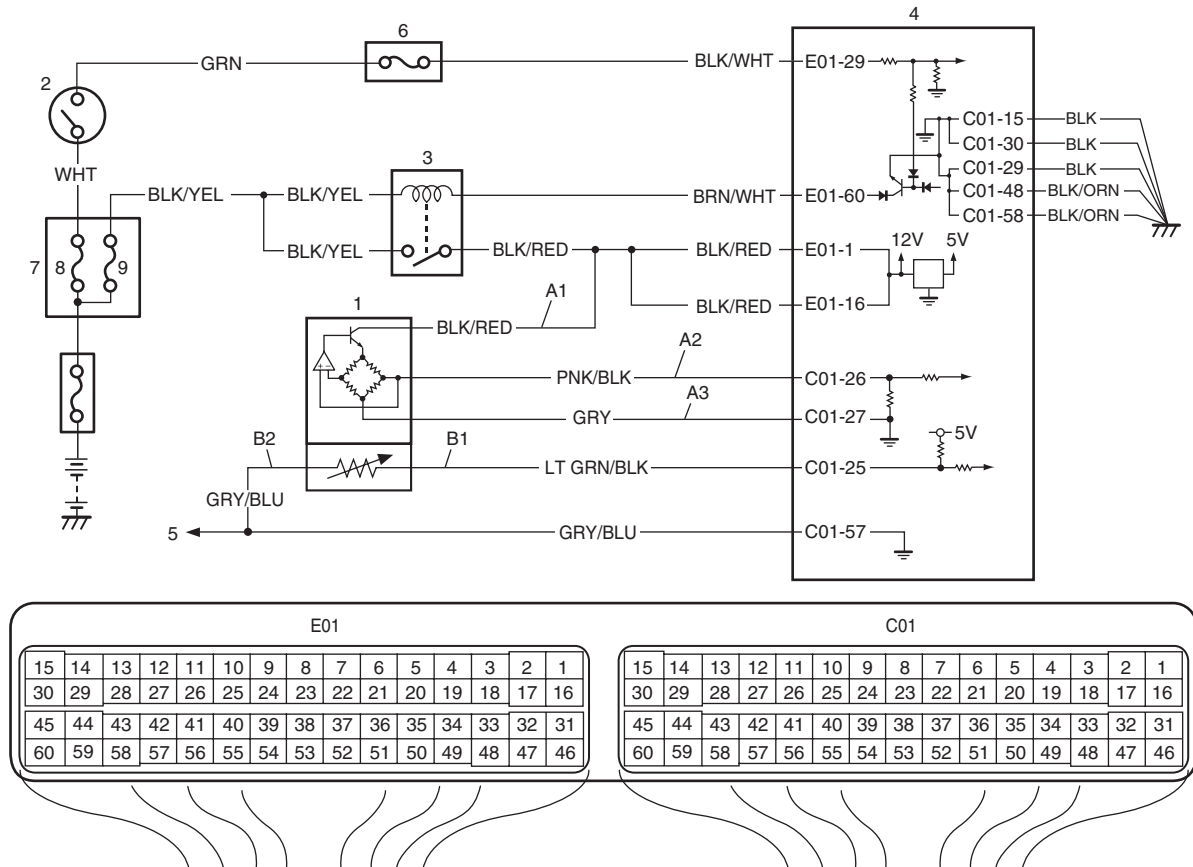 4
6
GRN
BLK/WHT
E01-29
2
C01-15
BLK
C01-30
BLK
WHT
3
C01-29
BLK
BLK/YEL
BLK/YEL
BRN/WHT
E01-60
C01-48
BLK/ORN
C01-58
BLK/ORN
BLK/YEL
BLK/RED
BLK/RED
E01-1
12V
5V
7
8
9
A1
1
BLK/RED
BLK/RED
E01-16
A2
PNK/BLK
C01-26
A3
GRY
C01-27
B2
B1
5V
LT GRN/BLK
C01-25
GRY/BLU
5
GRY/BLU
C01-57
E01
C01
15 14 13 12 11 10 9 8 7 6 5 4 3 2 1
30 29 28 27 26 25 24 23 22 21 20 19 18 17 16
45 44 43 42 41 40 39 38 37 36 35 34 33 32 31
60 59 58 57 56 55 54 53 52 51 50 49 48 47 46
15 14 13 12 11 10 9 8 7 6 5 4 3 2 1
30 29 28 27 26 25 24 23 22 21 20 19 18 17 16
45 44 43 42 41 40 39 38 37 36 35 34 33 32 31
60 59 58 57 56 55 54 53 52 51 50 49 48 47 46